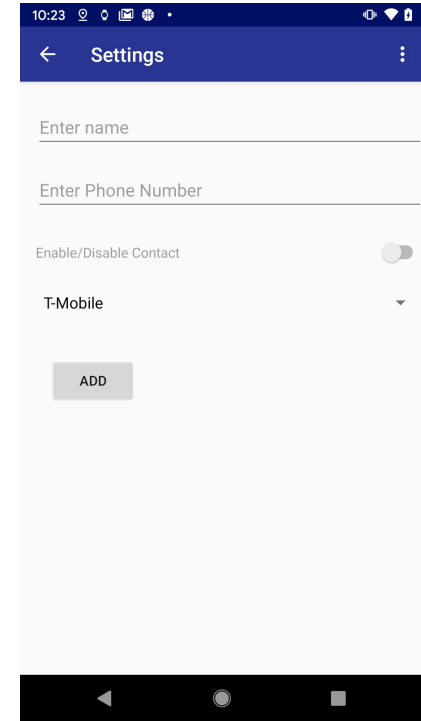 10:23
Settings
Enter name
Enter Phone Number
Enable/Disable Contact
T-Mobile
ADD